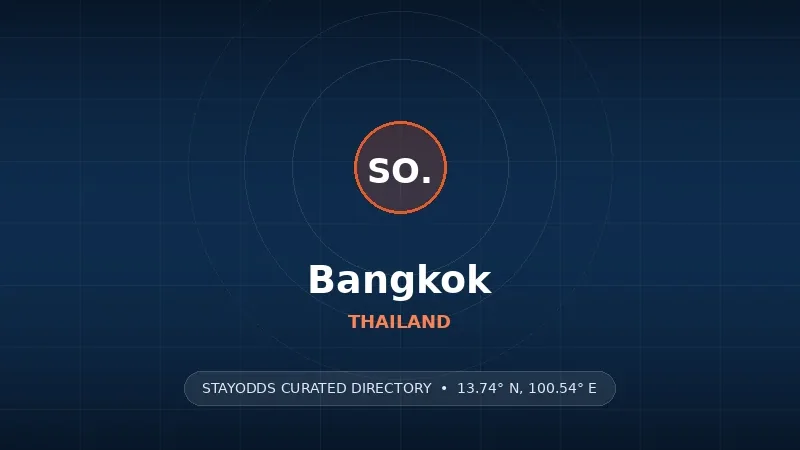 SO.
Bangkok
THAILAND
STAYODDS CURATED DIRECTORY • 13.74° N, 100.54° E